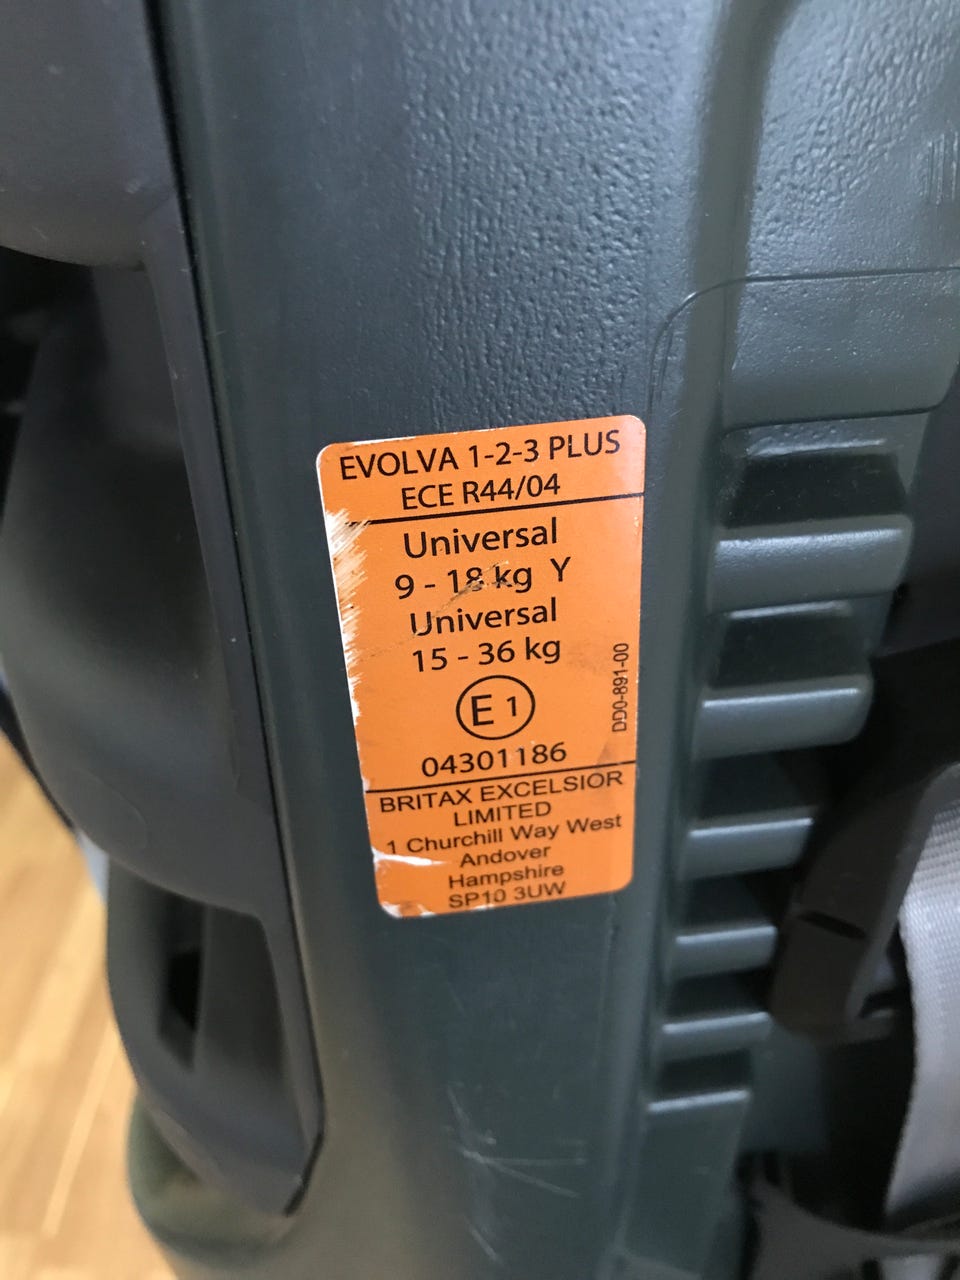 EVOLVA 1-2-3 PLUS
ECE R44/04
Universal
9 - 18 kg Y
Universal
15 - 36 kg
E 1
04301186
DD0-891-00
BRITAX EXCELSIOR
LIMITED
1 Churchill Way West
Andover
Hampshire
SP10 3UW